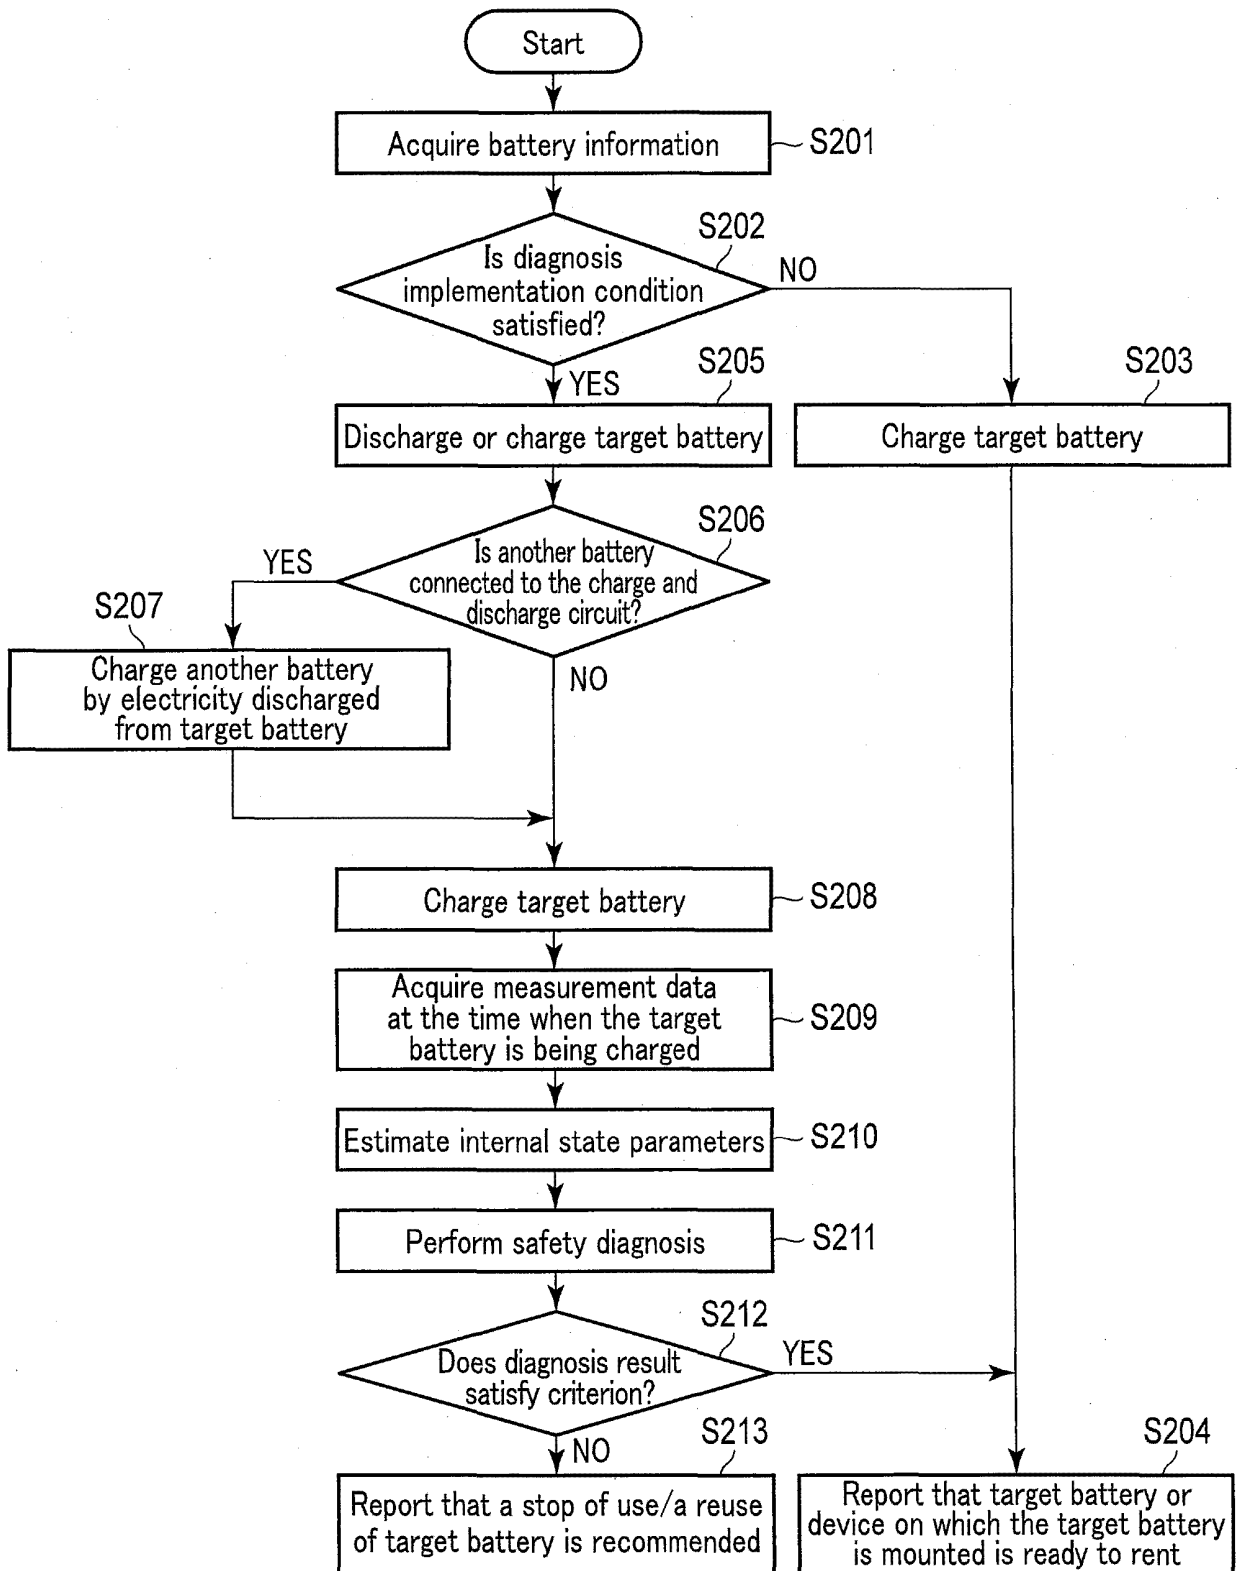 Start
Acquire battery information
S201
S202
Is diagnosis
implementation condition
satisfied?
NO
YES
S205
S203
Discharge or charge target battery
Charge target battery
S206
Is another battery
connected to the charge and
discharge circuit?
YES
S207
NO
Charge another battery
by electricity discharged
from target battery
Charge target battery
S208
Acquire measurement data
at the time when the target
battery is being charged
S209
Estimate internal state parameters
S210
Perform safety diagnosis
S211
S212
Does diagnosis result
satisfy criterion?
YES
NO
S213
S204
Report that a stop of use/a reuse
of target battery is recommended
Report that target battery or
device on which the target battery
is mounted is ready to rent